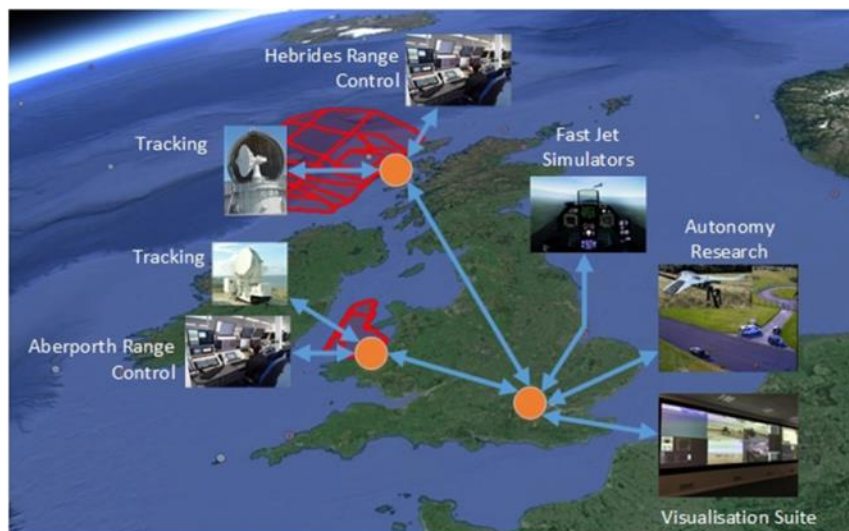 Hebrides Range
Control
Tracking
Fast Jet
Simulators
Autonomy
Research
Tracking
Aberporth Range
Control
Visualisation Suite